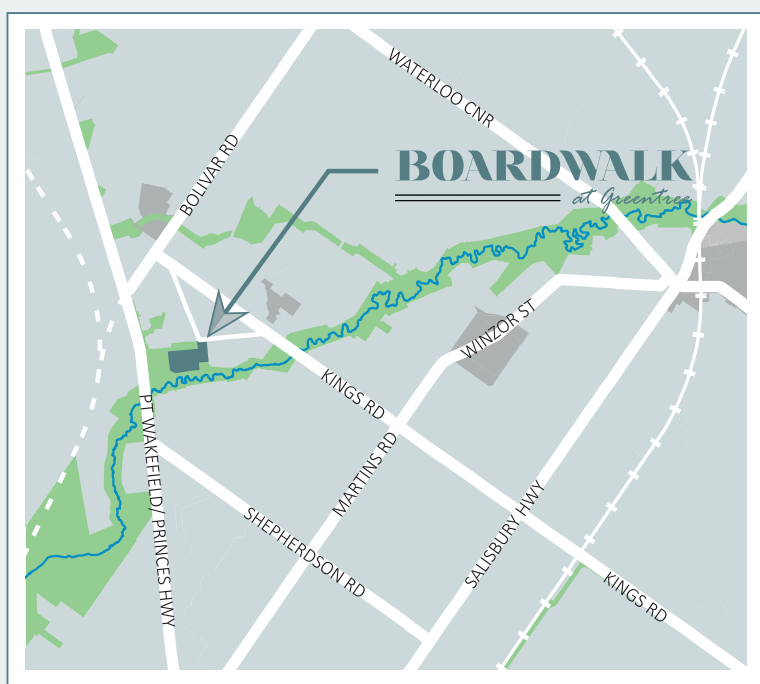 WATERLOO CNR
BOLIVAR RD
BOARDWALK
at Greentree
WINZOR ST
KINGS RD
PT WAKEFIELD/ PRINCES HWY
MARTINS RD
SALISBURY HWY
SHEPHERDSON RD
KINGS RD